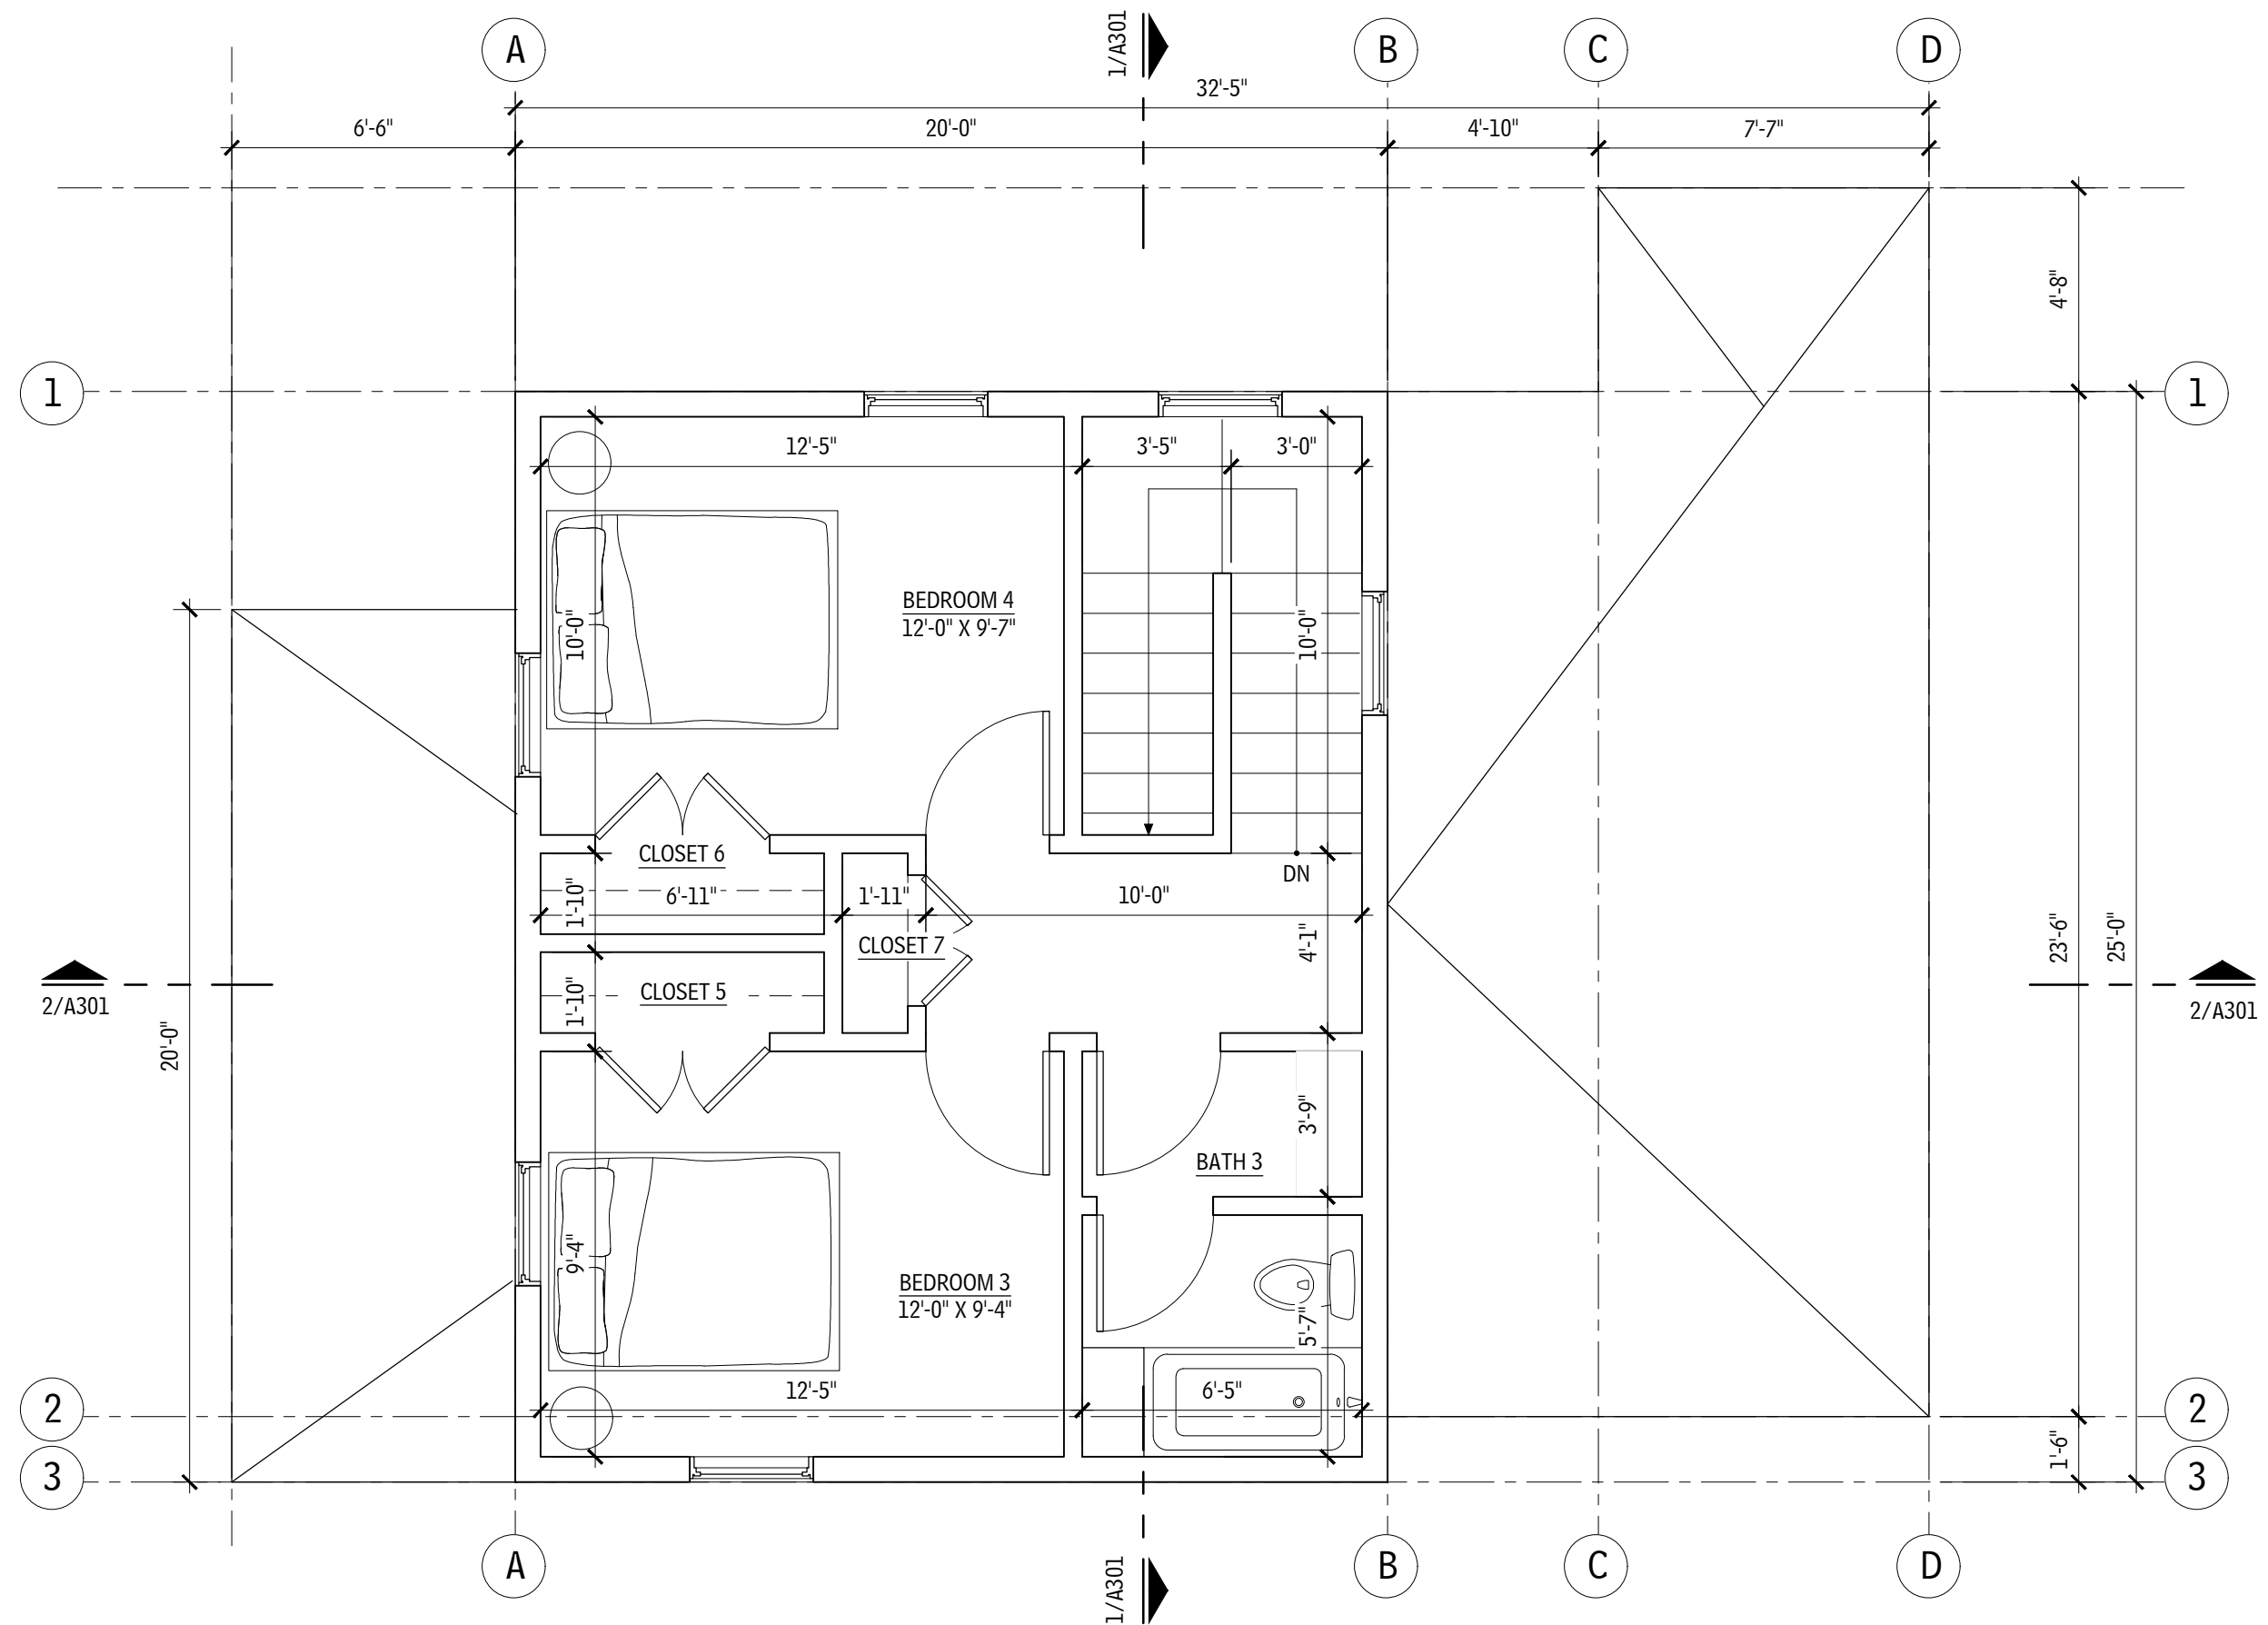 A
1/A301
B
C
D
32'-5"
6'-6"
20'-0"
4'-10"
7'-7"
4'-8"
1
1
12'-5"
3'-5"
3'-0"
BEDROOM 4
12'-0" X 9'-7"
10'-0"
10'-0"
CLOSET 6
DN
1'-10"
6'-11"
1'-11"
10'-0"
CLOSET 7
4'-1"
23'-6"
25'-0"
2/A301
CLOSET 5
1'-10"
2/A301
20'-0"
3'-9"
BATH 3
9'-4"
BEDROOM 3
12'-0" X 9'-4"
5'-7"
12'-5"
6'-5"
2
2
1'-6"
3
3
A
1/A301
B
C
D